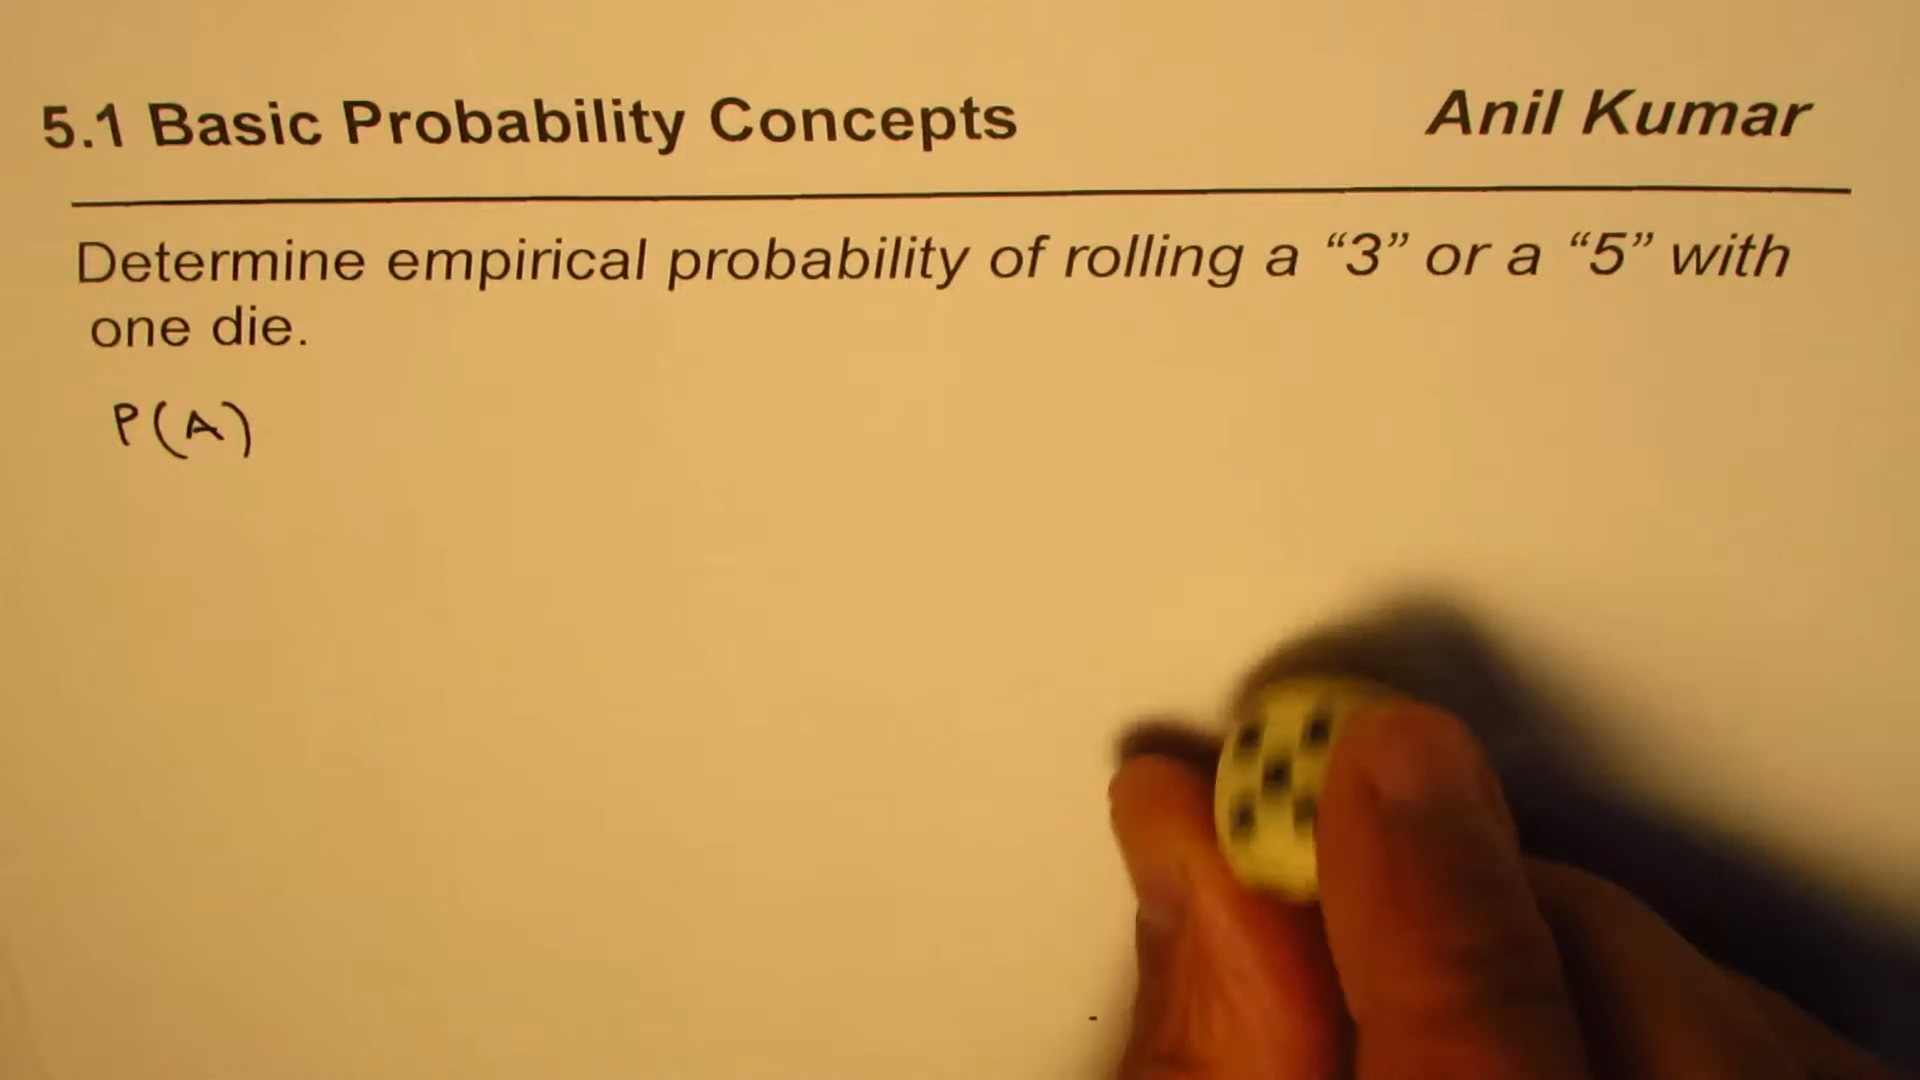 5.1 Basic Probability Concepts Anil Kumar
Determine empirical probability of rolling a “3” or a “5” with
one die.
P(A)